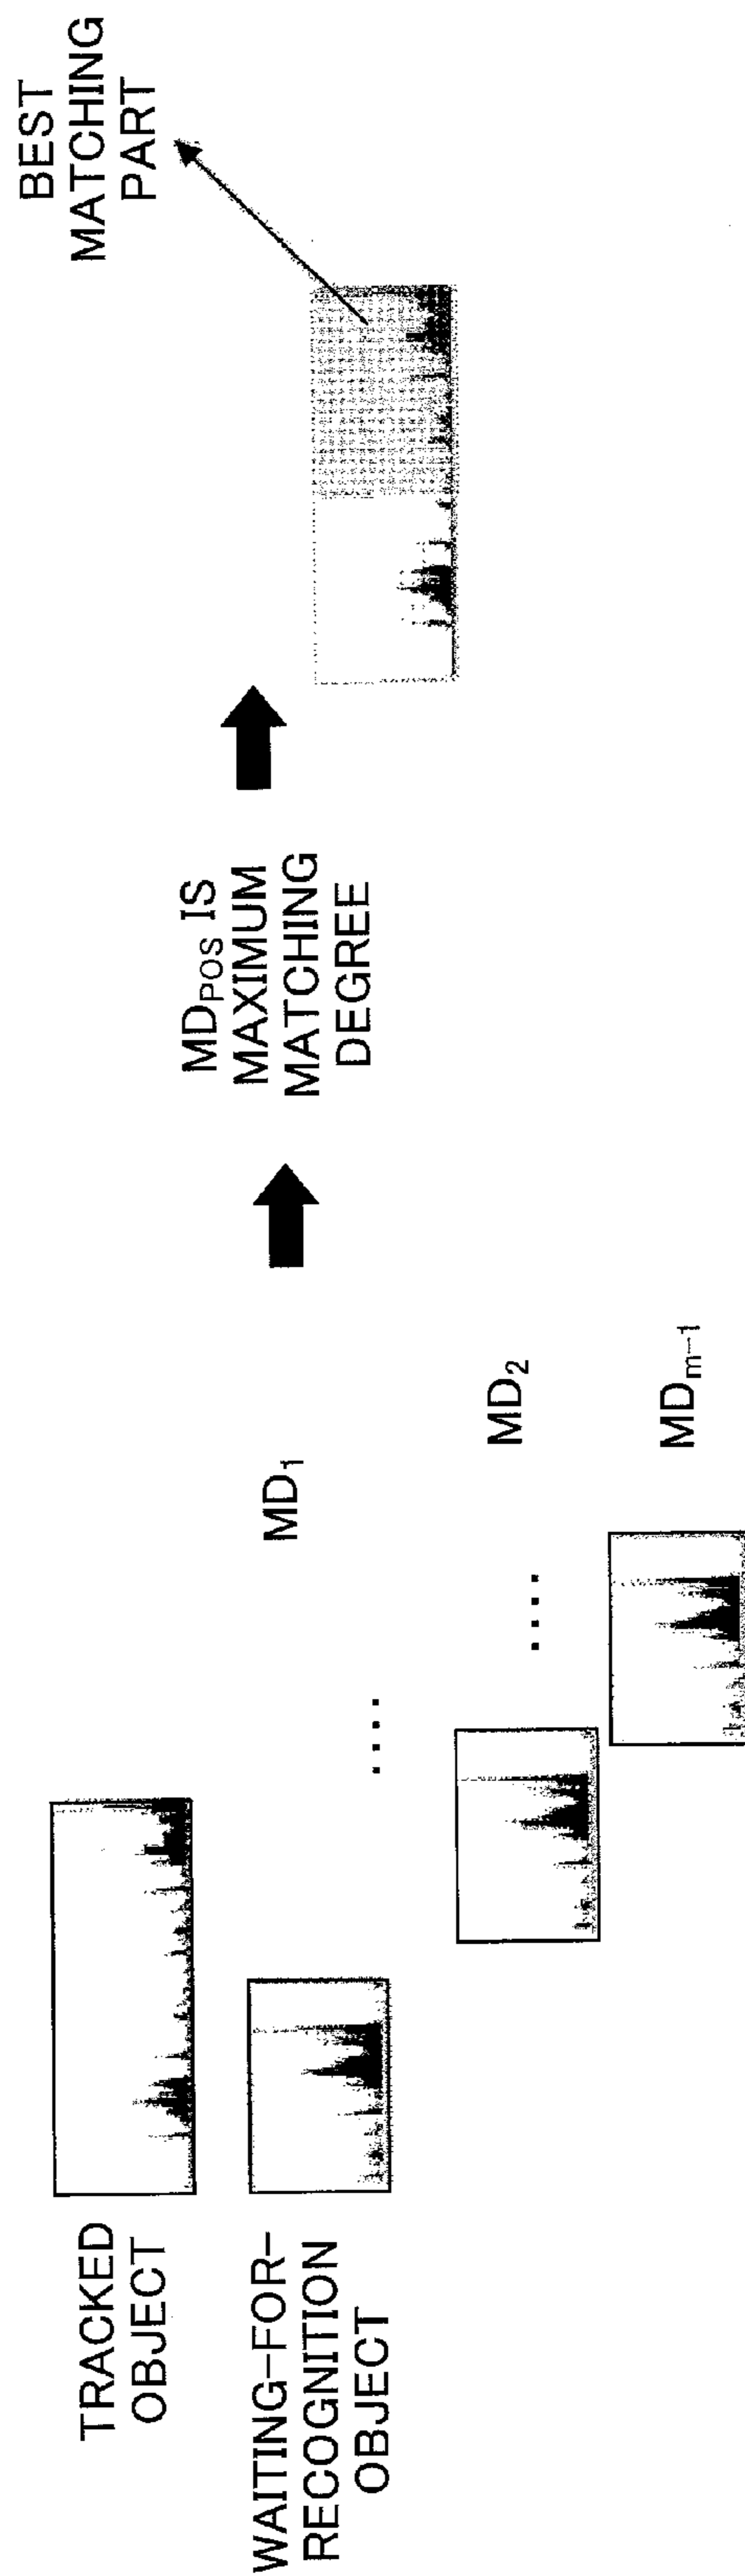 TRACKED
OBJECT
WAITING-FOR-
RECOGNITION
OBJECT
....
....
MD1
MD2
MDm-1
MDPOS IS
MAXIMUM
MATCHING
DEGREE
BEST
MATCHING
PART